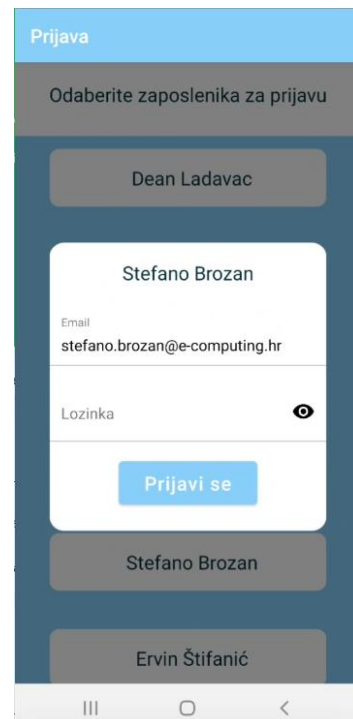 Prijava
Odaberite zaposlenika za prijavu
Dean Ladavac
Stefano Brozan
Email
stefano.brozan@e-computing.hr
Lozinka
Prijavi se
Stefano Brozan
Ervin Štifanić